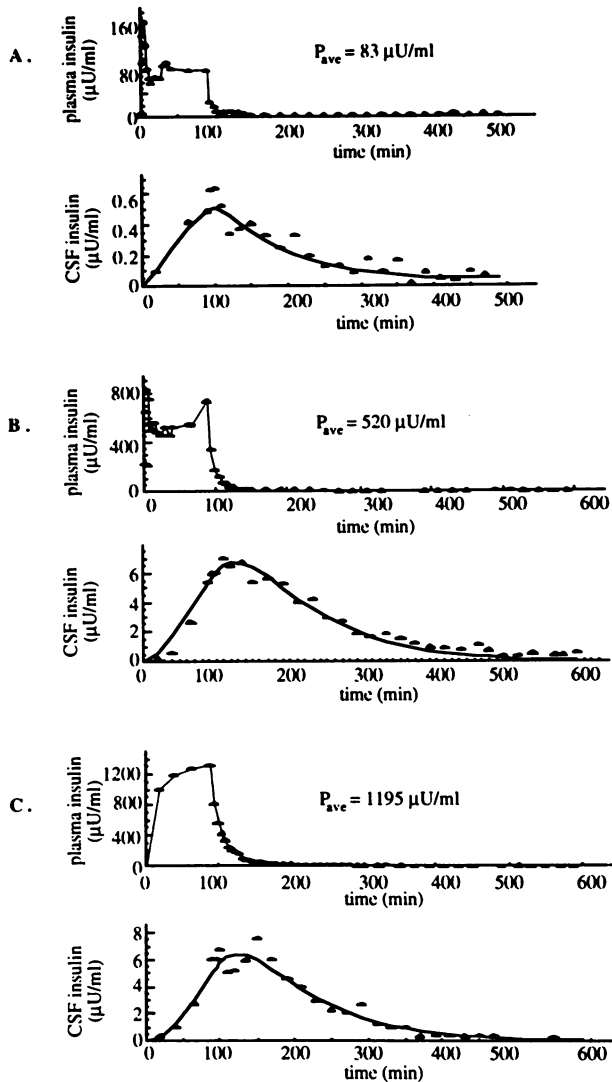 A.
plasma insulin
(μU/ml)
160
80
0
P_ave = 83 μU/ml
0 100 200 300 400 500
time (min)
CSF insulin
(μU/ml)
0.6
0.4
0.2
0
0 100 200 300 400 500
time (min)
B.
plasma insulin
(μU/ml)
800
400
0
P_ave = 520 μU/ml
0 100 200 300 400 500 600
time (min)
CSF insulin
(μU/ml)
6
4
2
0
0 100 200 300 400 500 600
time (min)
C.
plasma insulin
(μU/ml)
1200
800
400
0
P_ave = 1195 μU/ml
0 100 200 300 400 500 600
time (min)
CSF insulin
(μU/ml)
8
6
4
2
0
0 100 200 300 400 500 600
time (min)